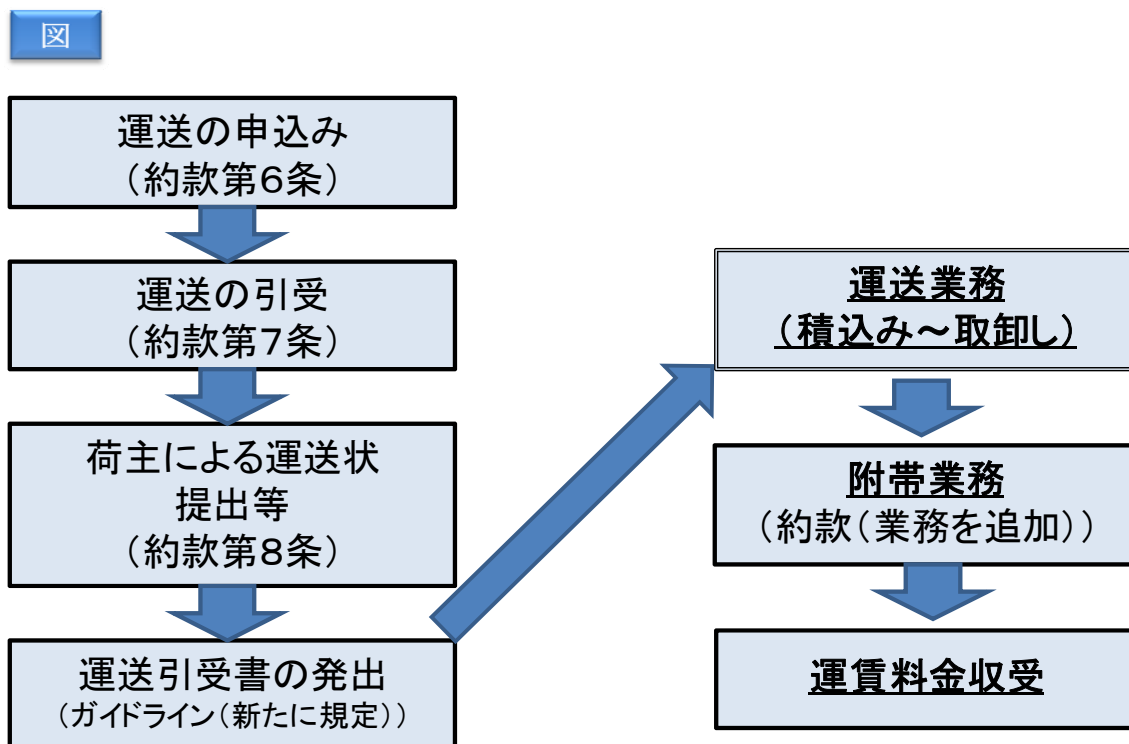 図
運送の申込み
（約款第６条）
運送の引受
（約款第７条）
荷主による運送状
提出等
（約款第８条）
運送引受書の発出
（ガイドライン（新たに規定））
運送業務
（積込み～取卸し）
附帯業務
（約款（業務を追加））
運賃料金収受